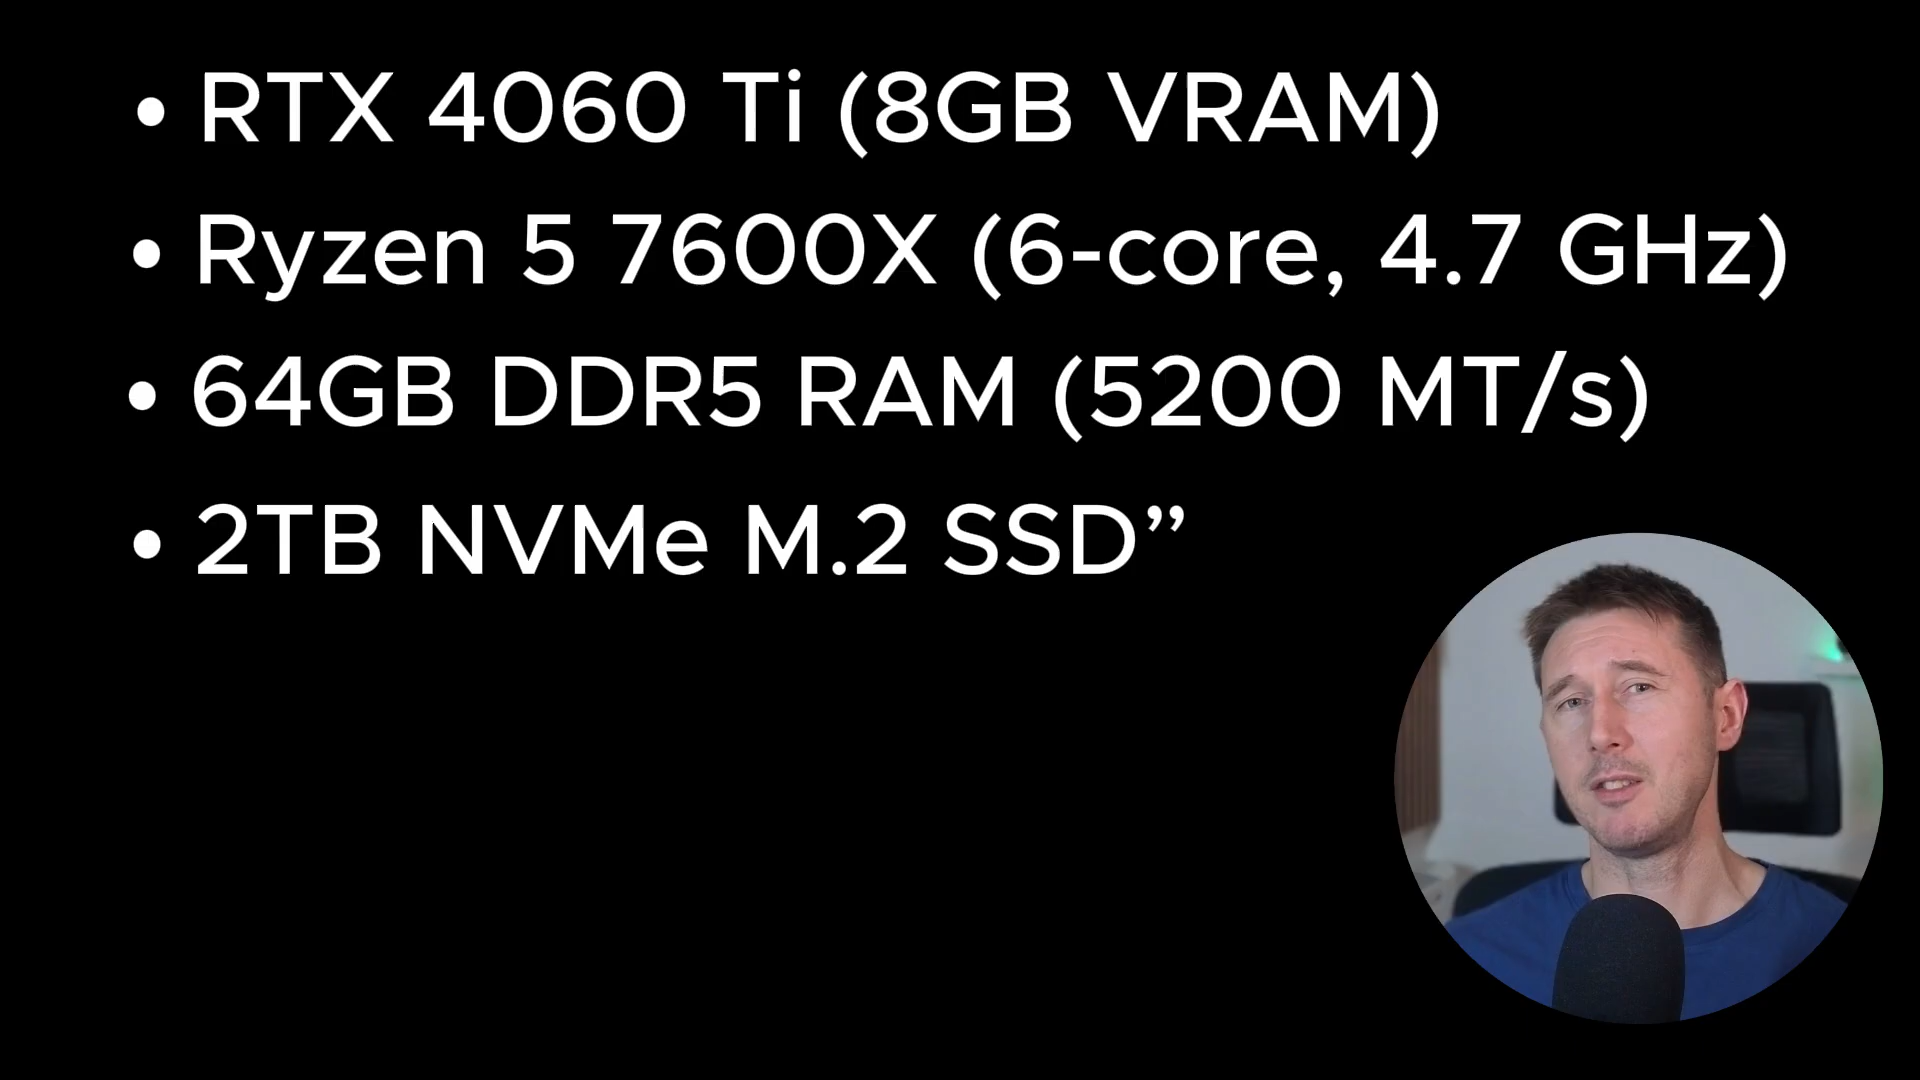 • RTX 4060 Ti (8GB VRAM)
• Ryzen 5 7600X (6-core, 4.7 GHz)
• 64GB DDR5 RAM (5200 MT/s)
• 2TB NVMe M.2 SSD”